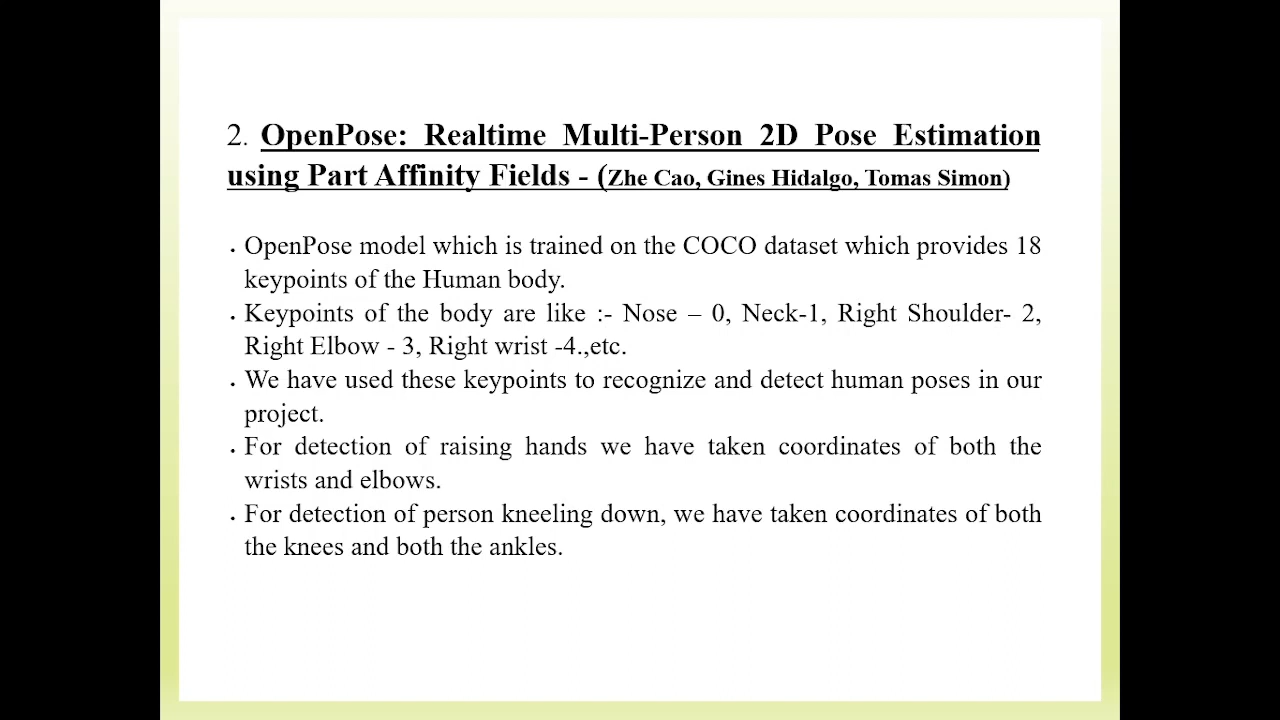 2. OpenPose: Realtime Multi-Person 2D Pose Estimation
using Part Affinity Fields - (Zhe Cao, Gines Hidalgo, Tomas Simon)
• OpenPose model which is trained on the COCO dataset which provides 18
keypoints of the Human body.
• Keypoints of the body are like :- Nose – 0, Neck-1, Right Shoulder- 2,
Right Elbow - 3, Right wrist -4.,etc.
• We have used these keypoints to recognize and detect human poses in our
project.
• For detection of raising hands we have taken coordinates of both the
wrists and elbows.
• For detection of person kneeling down, we have taken coordinates of both
the knees and both the ankles.